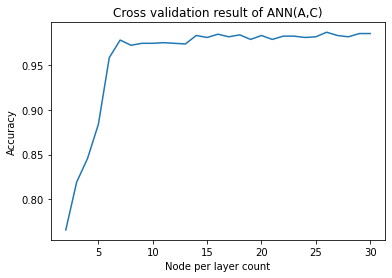 Cross validation result of ANN(A,C)
0.95
0.90
0.85
0.80
Accuracy
5 10 15 20 25 30
Node per layer count